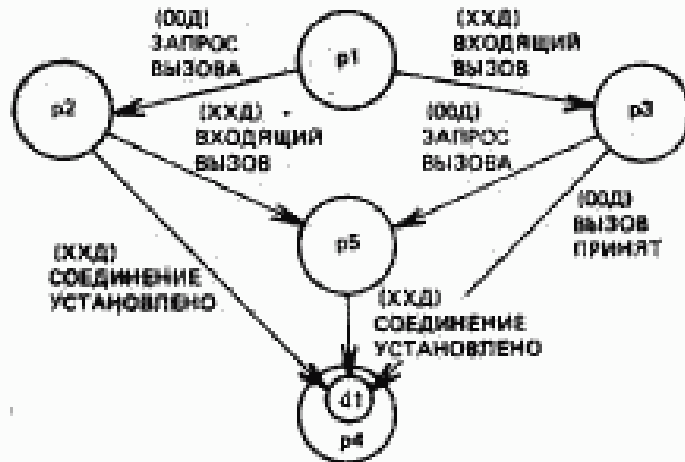 (ООД)
ЗАПРОС
ВЫЗОВА
p1
(ХХД)
ВХОДЯЩИЙ
ВЫЗОВ
p2
(ХХД)
ВХОДЯЩИЙ
ВЫЗОВ
(ООД)
ЗАПРОС
ВЫЗОВА
p3
p5
(ООД)
ВЫЗОВ
ПРИНЯТ
(ХХД)
СОЕДИНЕНИЕ
УСТАНОВЛЕНО
(ХХД)
СОЕДИНЕНИЕ
УСТАНОВЛЕНО
d1
p4